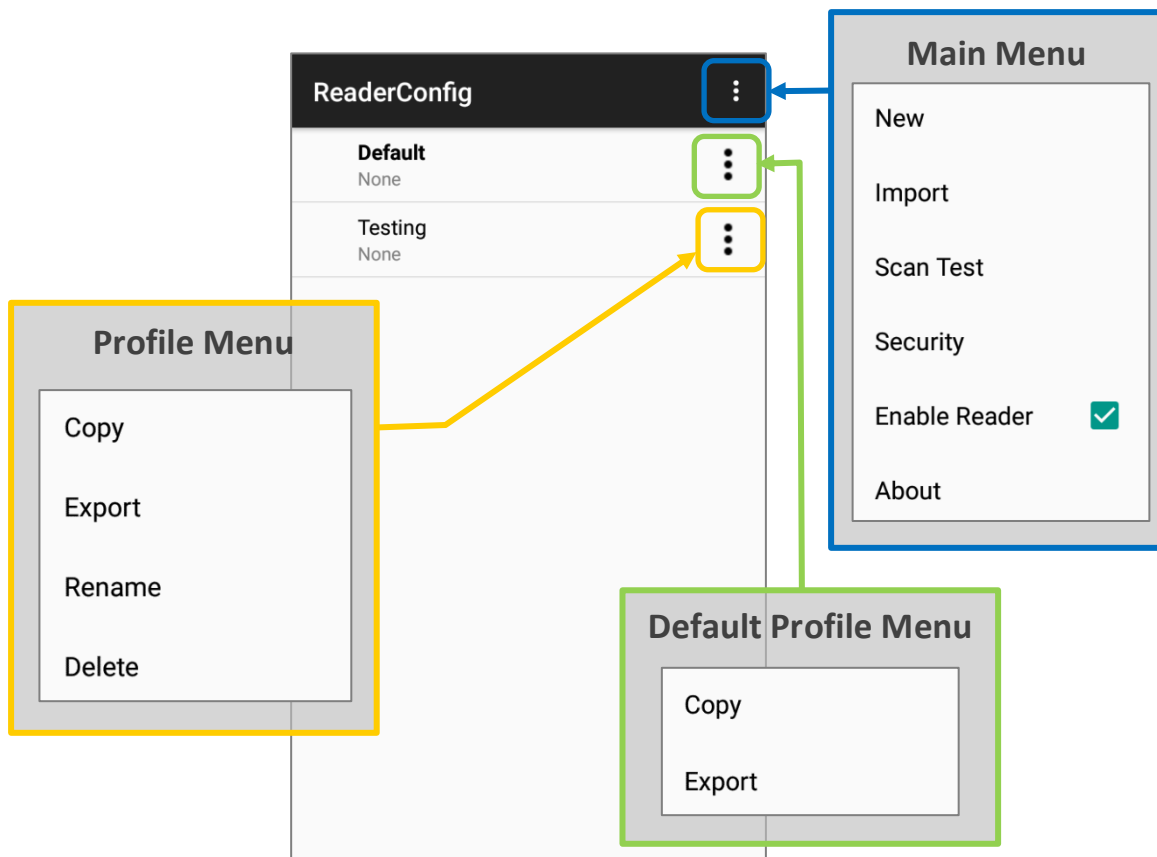 Main Menu
ReaderConfig
New
Default
None
Import
Testing
None
Scan Test
Security
Enable Reader
About
Profile Menu
Copy
Export
Rename
Delete
Default Profile Menu
Copy
Export